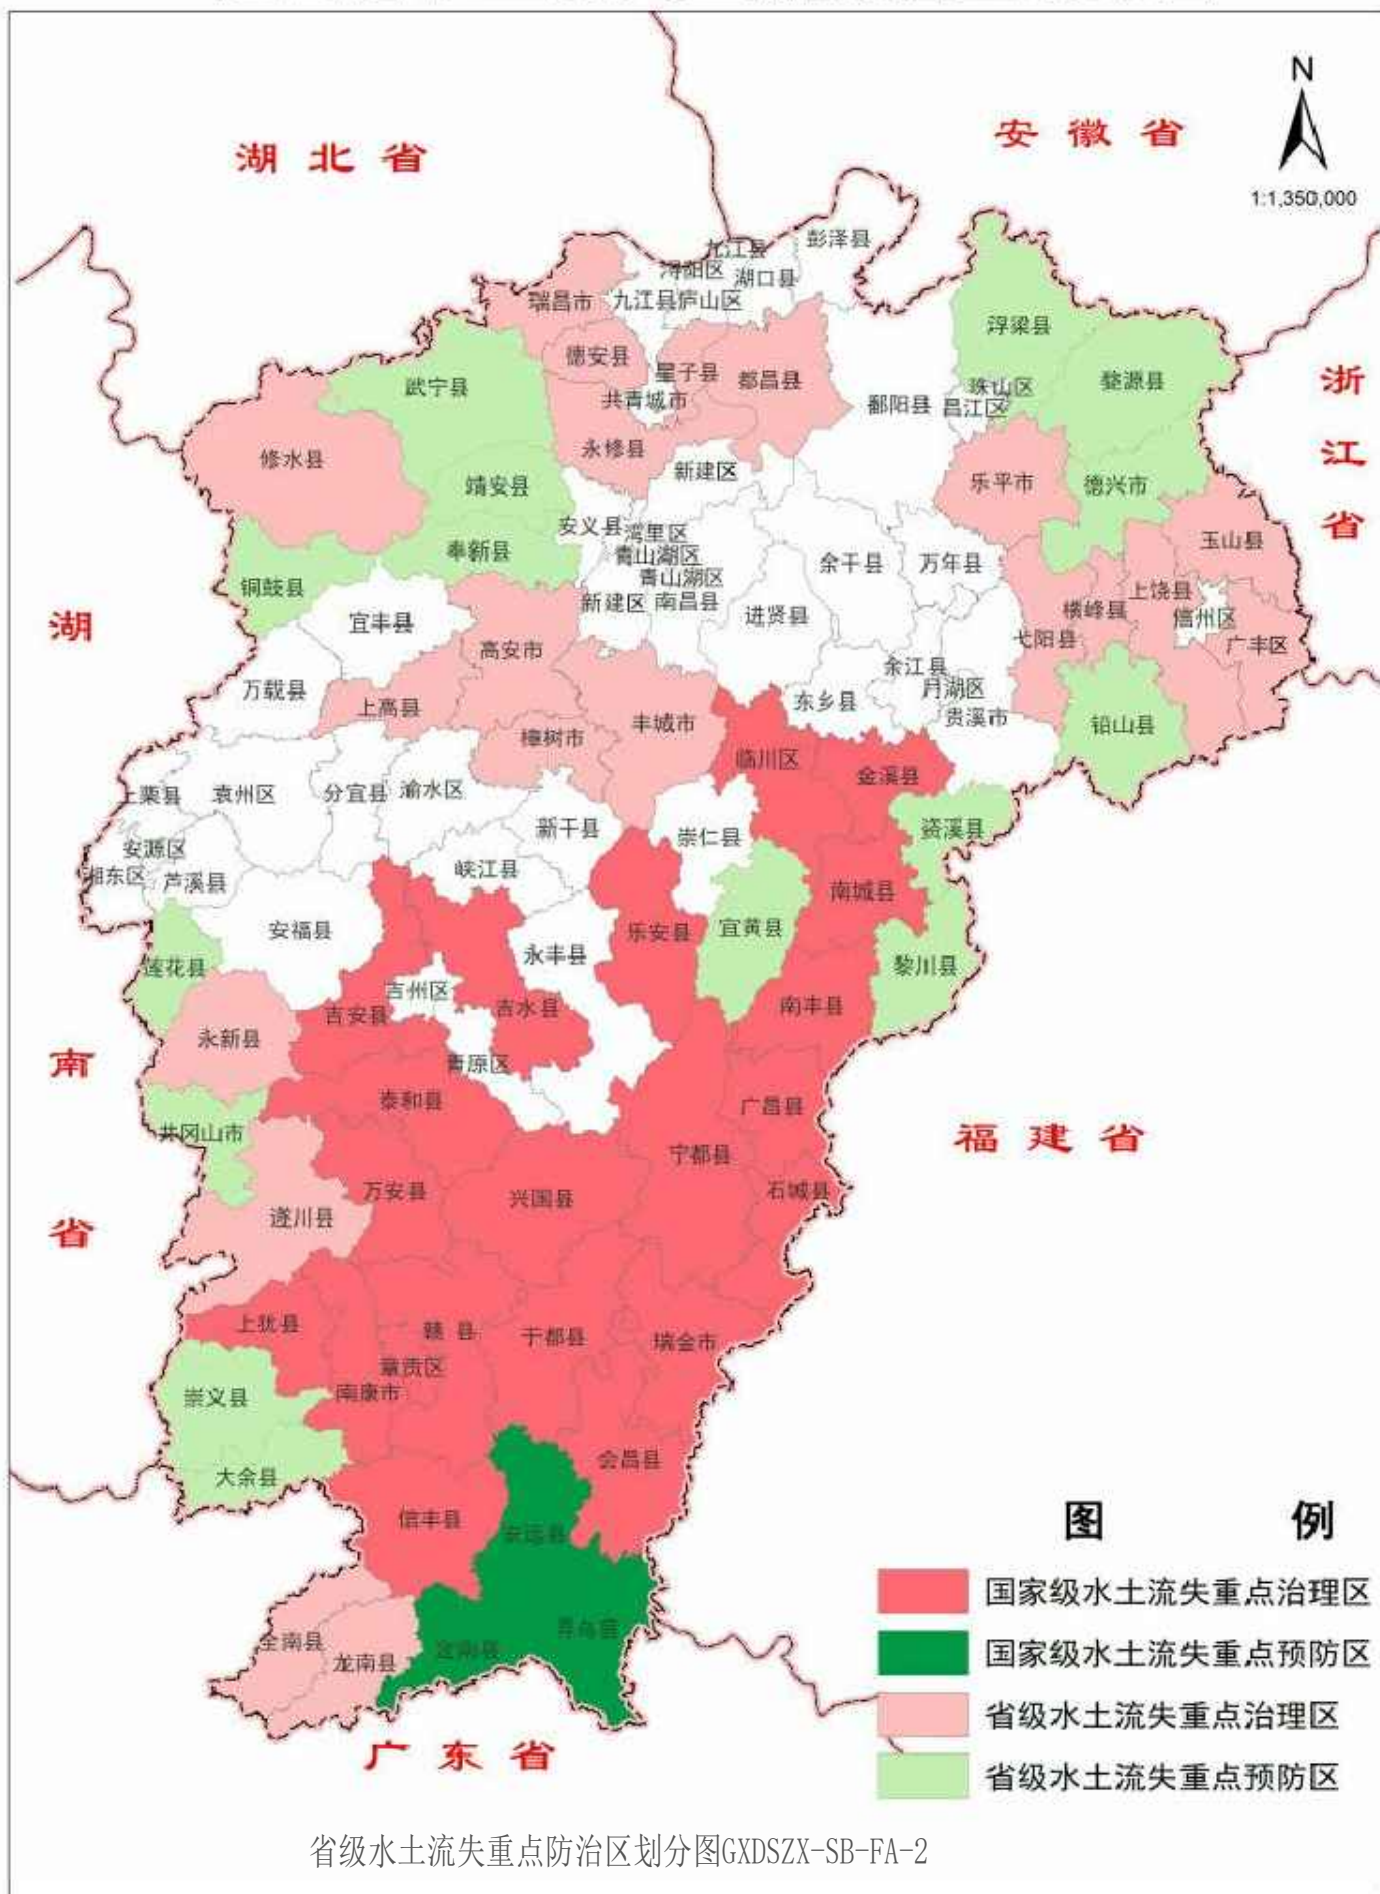 N
1:1,350,000
湖北省
安徽省
浙江省
湖南省
福建省
广东省
彭泽县
九江县
浔阳区
湖口县
瑞昌市
九江县
庐山区
浮梁县
德安县
星子县
都昌县
武宁县
共青城市
鄱阳县
珠山区
昌江区
婺源县
修水县
永修县
新建区
乐平市
德兴市
靖安县
安义县
湾里区
奉新县
青山湖区
青山湖区
余干县
万年县
玉山县
铜鼓县
新建区
南昌县
进贤县
上饶县
横峰县
信州区
宜丰县
高安市
弋阳县
广丰区
万载县
余江县
月湖区
东乡县
贵溪市
上高县
丰城市
铅山县
樟树市
临川区
金溪县
上栗县
袁州区
分宜县
渝水区
新干县
崇仁县
资溪县
安源区
湘东区
芦溪县
峡江县
南城县
安福县
乐安县
宜黄县
永丰县
莲花县
黎川县
吉州区
吉安县
吉水县
南丰县
永新县
青原区
泰和县
广昌县
井冈山市
宁都县
万安县
兴国县
石城县
遂川县
上犹县
赣 县
于都县
瑞金市
章贡区
南康市
崇义县
大余县
会昌县
信丰县
安远县
寻乌县
全南县
龙南县
定南县
图 例
国家级水土流失重点治理区
国家级水土流失重点预防区
省级水土流失重点治理区
省级水土流失重点预防区
省级水土流失重点防治区划分图GXDSZX-SB-FA-2